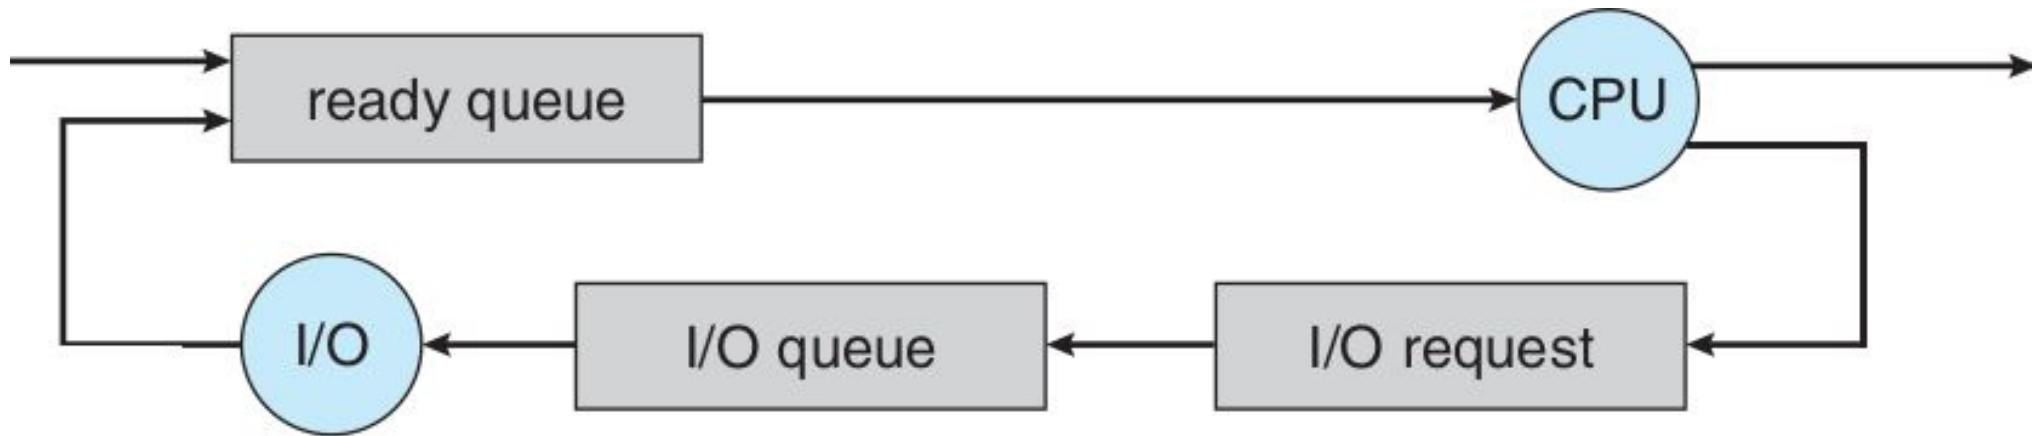 ready queue
CPU
I/O
I/O queue
I/O request